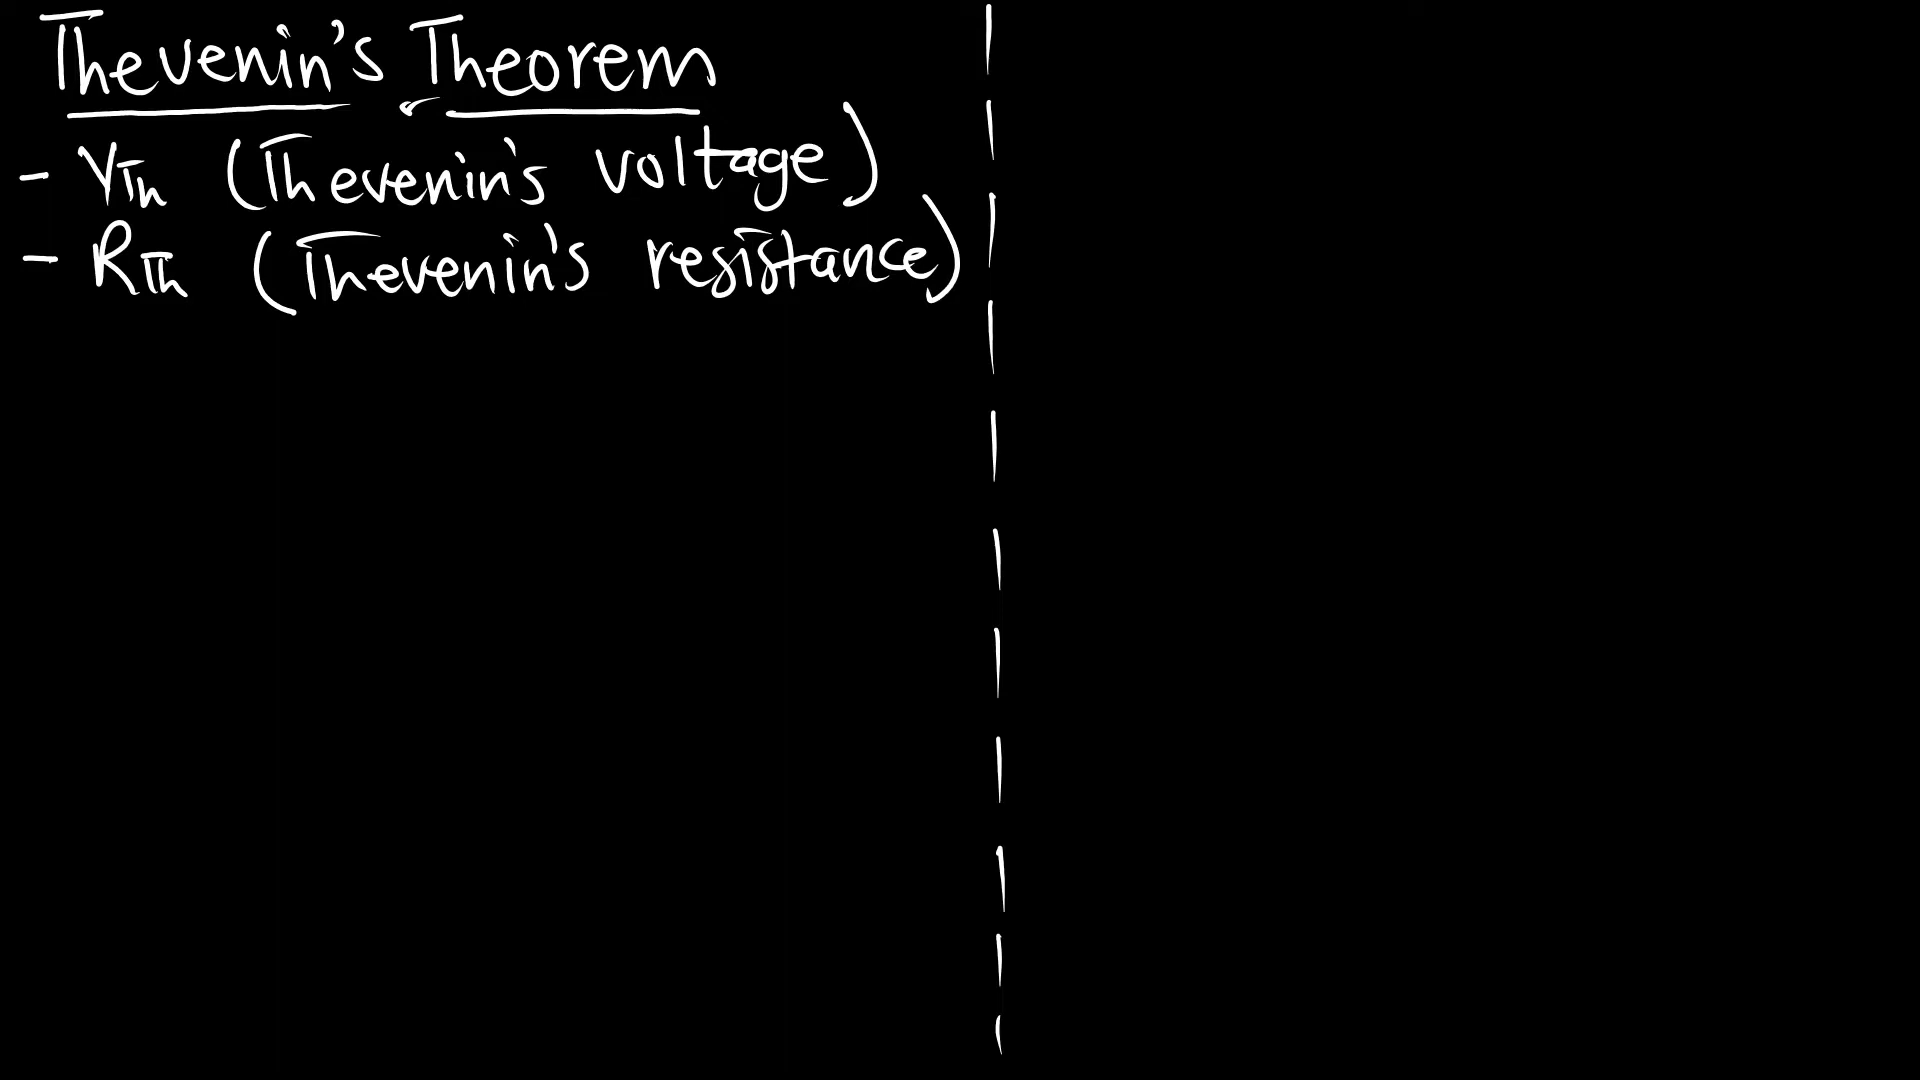 Thevenin's Theorem
- VTh (Thevenin's voltage)
- RTh (Thevenin's resistance)